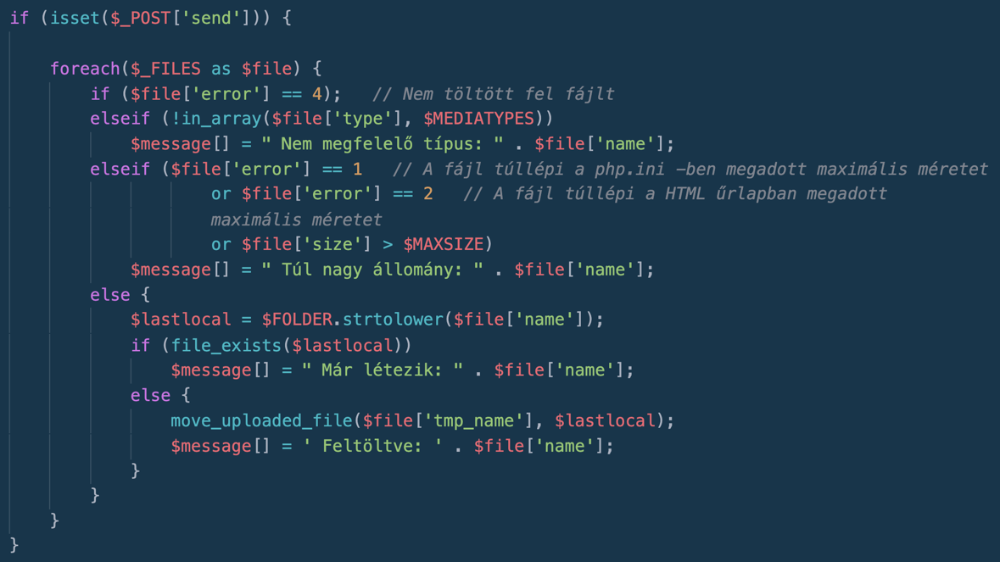 if (isset($_POST['send'])) {
foreach($_FILES as $file) {
if ($file['error'] == 4);   // Nem töltött fel fájlt
elseif (!in_array($file['type'], $MEDIATYPES))
$message[] = " Nem megfelelő típus: " . $file['name'];
elseif ($file['error'] == 1   // A fájl túllépi a php.ini -ben megadott maximális méretet
or $file['error'] == 2   // A fájl túllépi a HTML űrlapban megadott
maximális méretet
or $file['size'] > $MAXSIZE)
$message[] = " Túl nagy állomány: " . $file['name'];
else {
$lastlocal = $FOLDER.strtolower($file['name']);
if (file_exists($lastlocal))
$message[] = " Már létezik: " . $file['name'];
else {
move_uploaded_file($file['tmp_name'], $lastlocal);
$message[] = ' Feltöltve: ' . $file['name'];
}
}
}
}